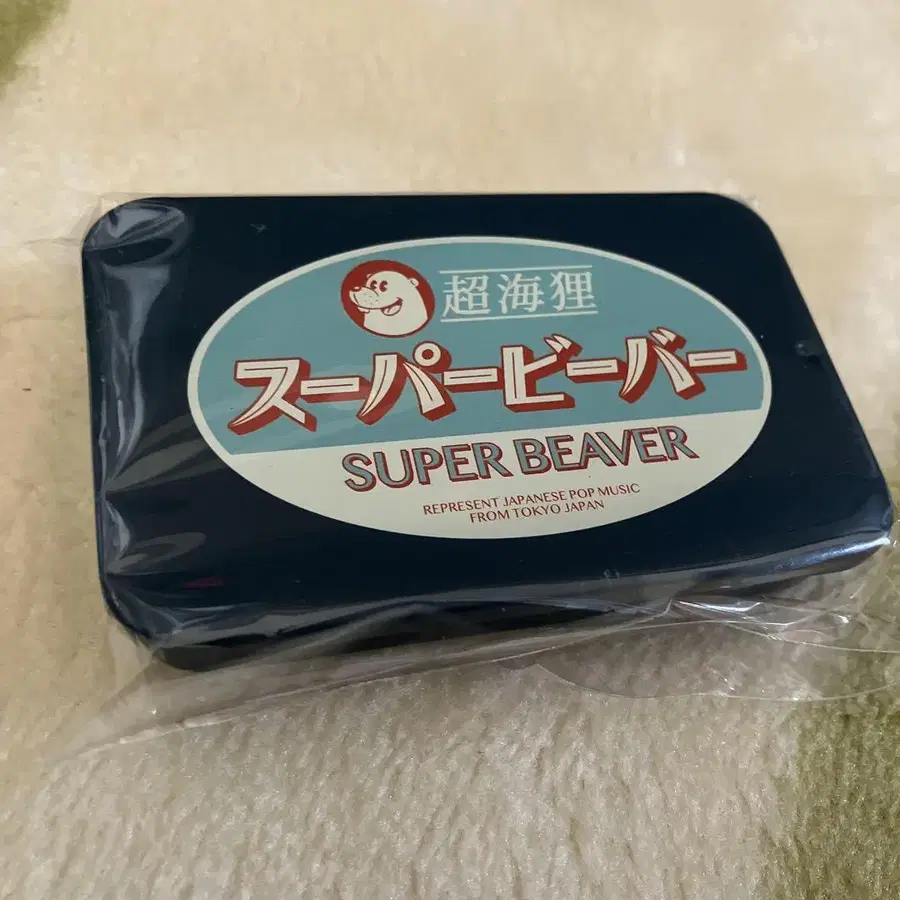 超海狸
スーパービーバー
SUPER BEAVER
REPRESENT JAPANESE POP MUSIC
FROM TOKYO JAPAN